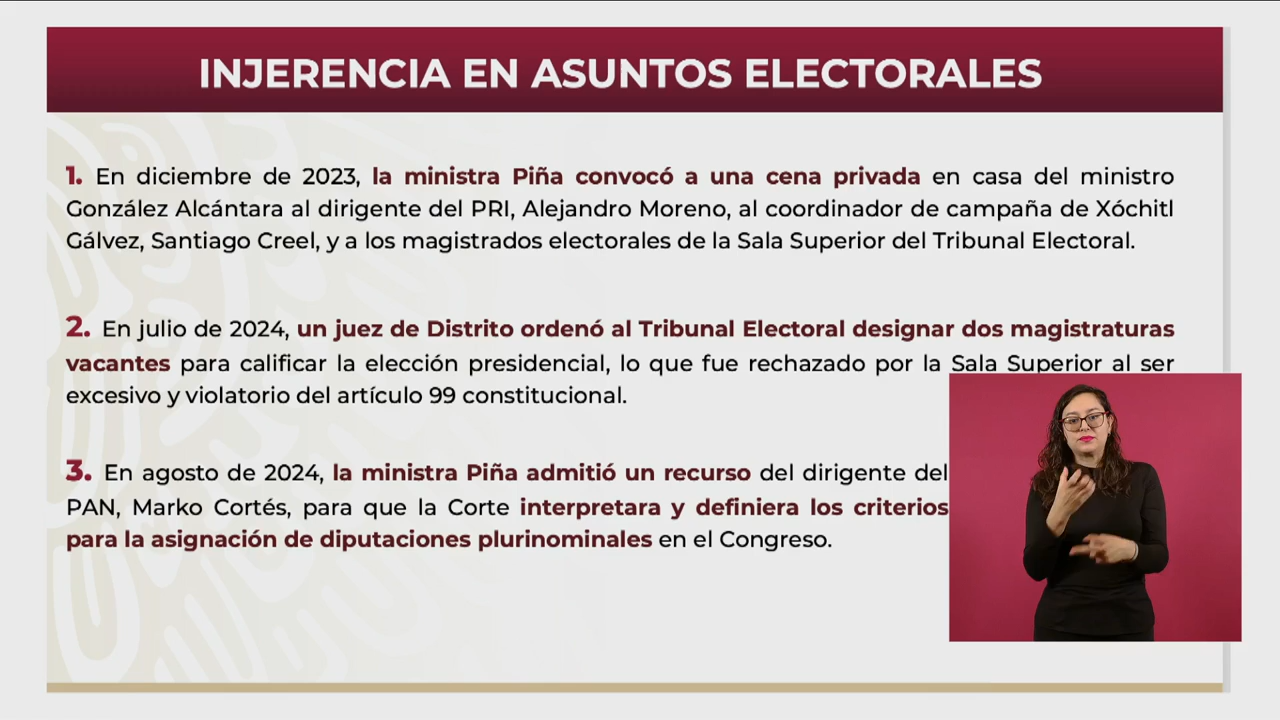 INJERENCIA EN ASUNTOS ELECTORALES
1. En diciembre de 2023, la ministra Piña convocó a una cena privada en casa del ministro
González Alcántara al dirigente del PRI, Alejandro Moreno, al coordinador de campaña de Xóchitl
Gálvez, Santiago Creel, y a los magistrados electorales de la Sala Superior del Tribunal Electoral.
2. En julio de 2024, un juez de Distrito ordenó al Tribunal Electoral designar dos magistraturas
vacantes para calificar la elección presidencial, lo que fue rechazado por la Sala Superior al ser
excesivo y violatorio del artículo 99 constitucional.
3. En agosto de 2024, la ministra Piña admitió un recurso del dirigente del
PAN, Marko Cortés, para que la Corte interpretara y definiera los criterios
para la asignación de diputaciones plurinominales en el Congreso.